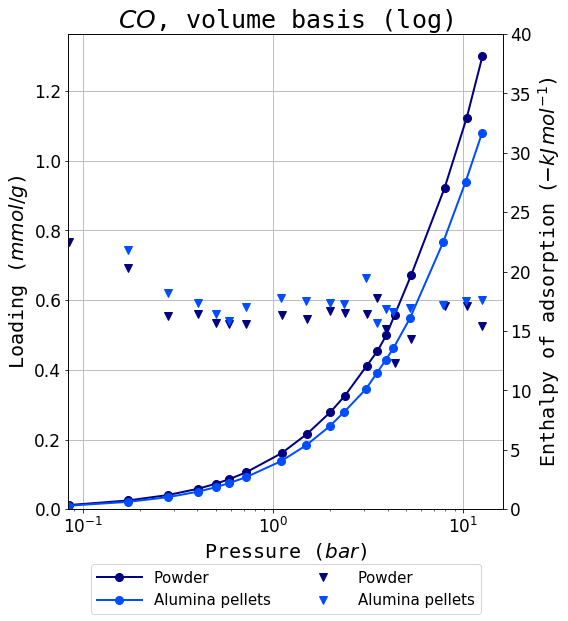 CO, volume basis (log)
Loading (mmol/g)
0.0
0.2
0.4
0.6
0.8
1.0
1.2
10⁻¹
10⁰
10¹
Pressure (bar)
0
5
10
15
20
25
30
35
40
Enthalpy of adsorption (−kJ mol⁻¹)
Powder
Alumina pellets
Powder
Alumina pellets